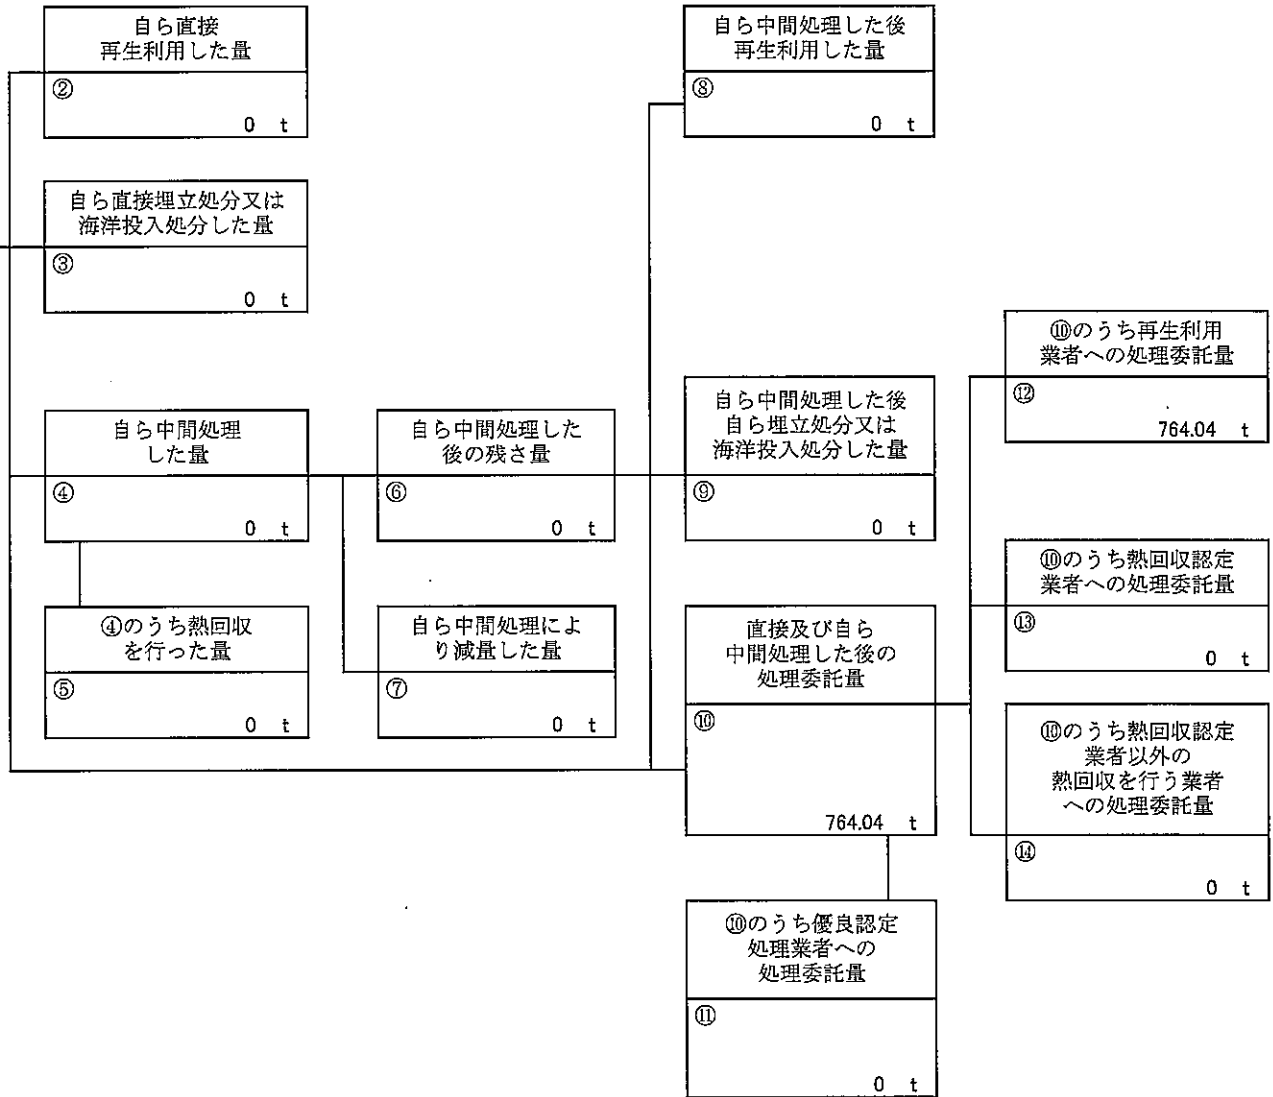 自ら直接
再生利用した量
②
0 t
自ら中間処理した後
再生利用した量
⑧
0 t
自ら直接埋立処分又は
海洋投入処分した量
③
0 t
⑩のうち再生利用
業者への処理委託量
⑫
764.04 t
自ら中間処理
した量
④
0 t
自ら中間処理した
後の残さ量
⑥
0 t
自ら中間処理した後
自ら埋立処分又は
海洋投入処分した量
⑨
0 t
⑩のうち熱回収認定
業者への処理委託量
⑬
0 t
④のうち熱回収
を行った量
⑤
0 t
自ら中間処理によ
り減量した量
⑦
0 t
直接及び自ら
中間処理した後の
処理委託量
⑩
764.04 t
⑩のうち熱回収認定
業者以外の
熱回収を行う業者
への処理委託量
⑭
0 t
⑩のうち優良認定
処理業者への
処理委託量
⑪
0 t